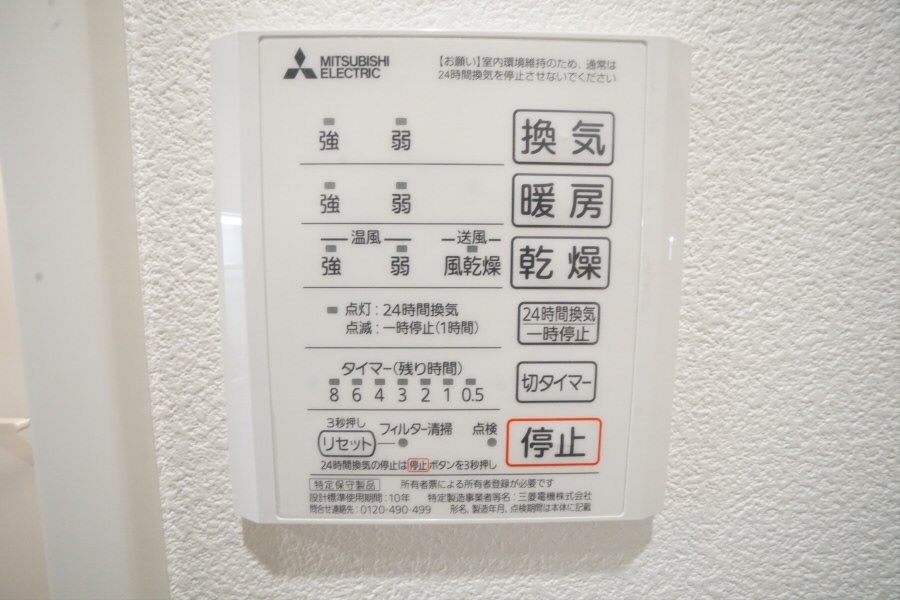 MITSUBISHI
ELECTRIC
【お願い】室内環境維持のため、通常は
24時間換気を停止させないでください
強 弱 換気
強 弱 暖房
温風 送風
強 弱 風乾燥 乾燥
点灯：24時間換気
点滅：一時停止(1時間)
24時間換気
一時停止
タイマー(残り時間)
8 6 4 3 2 1 0.5
切タイマー
3秒押し
リセット フィルター清掃 点検
停止
24時間換気の停止は停止ボタンを3秒押し
特定保守製品 所有者票による所有者登録が必要です
設計標準使用期間：10年 特定製造事業者等名：三菱電機株式会社
問合せ連絡先：0120-490-499 形名、製造年月、点検期間は本体に記載